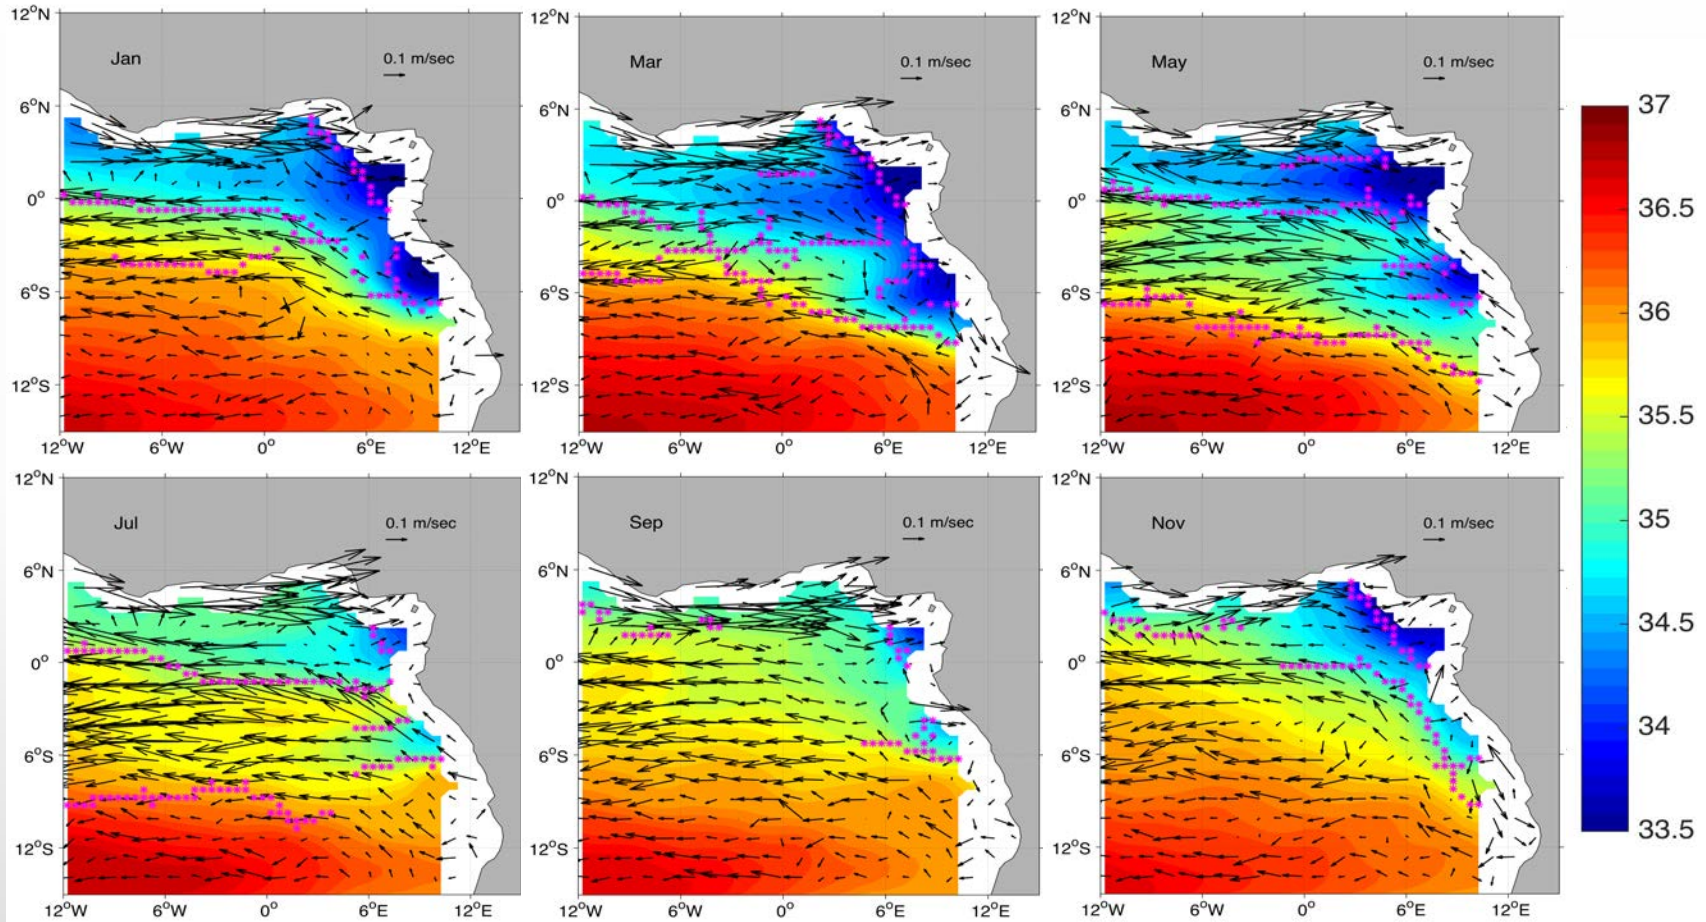 12°N 12°N 12°N
Jan 0.1 m/sec Mar 0.1 m/sec May 0.1 m/sec
37
6°N 6°N 6°N
36.5
0° 0° 0°
36
6°S 6°S 6°S
35.5
12°S 12°S 12°S
12°W 6°W 0° 6°E 12°E 12°W 6°W 0° 6°E 12°E 12°W 6°W 0° 6°E 12°E
12°N 12°N 12°N
Jul 0.1 m/sec Sep 0.1 m/sec Nov 0.1 m/sec
35
6°N 6°N 6°N
34.5
0° 0° 0°
34
6°S 6°S 6°S
33.5
12°S 12°S 12°S
12°W 6°W 0° 6°E 12°E 12°W 6°W 0° 6°E 12°E 12°W 6°W 0° 6°E 12°E